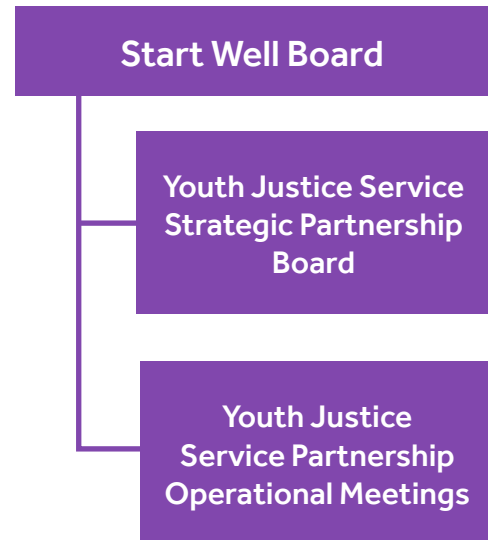 Start Well Board
Youth Justice Service
Strategic Partnership
Board
Youth Justice
Service Partnership
Operational Meetings